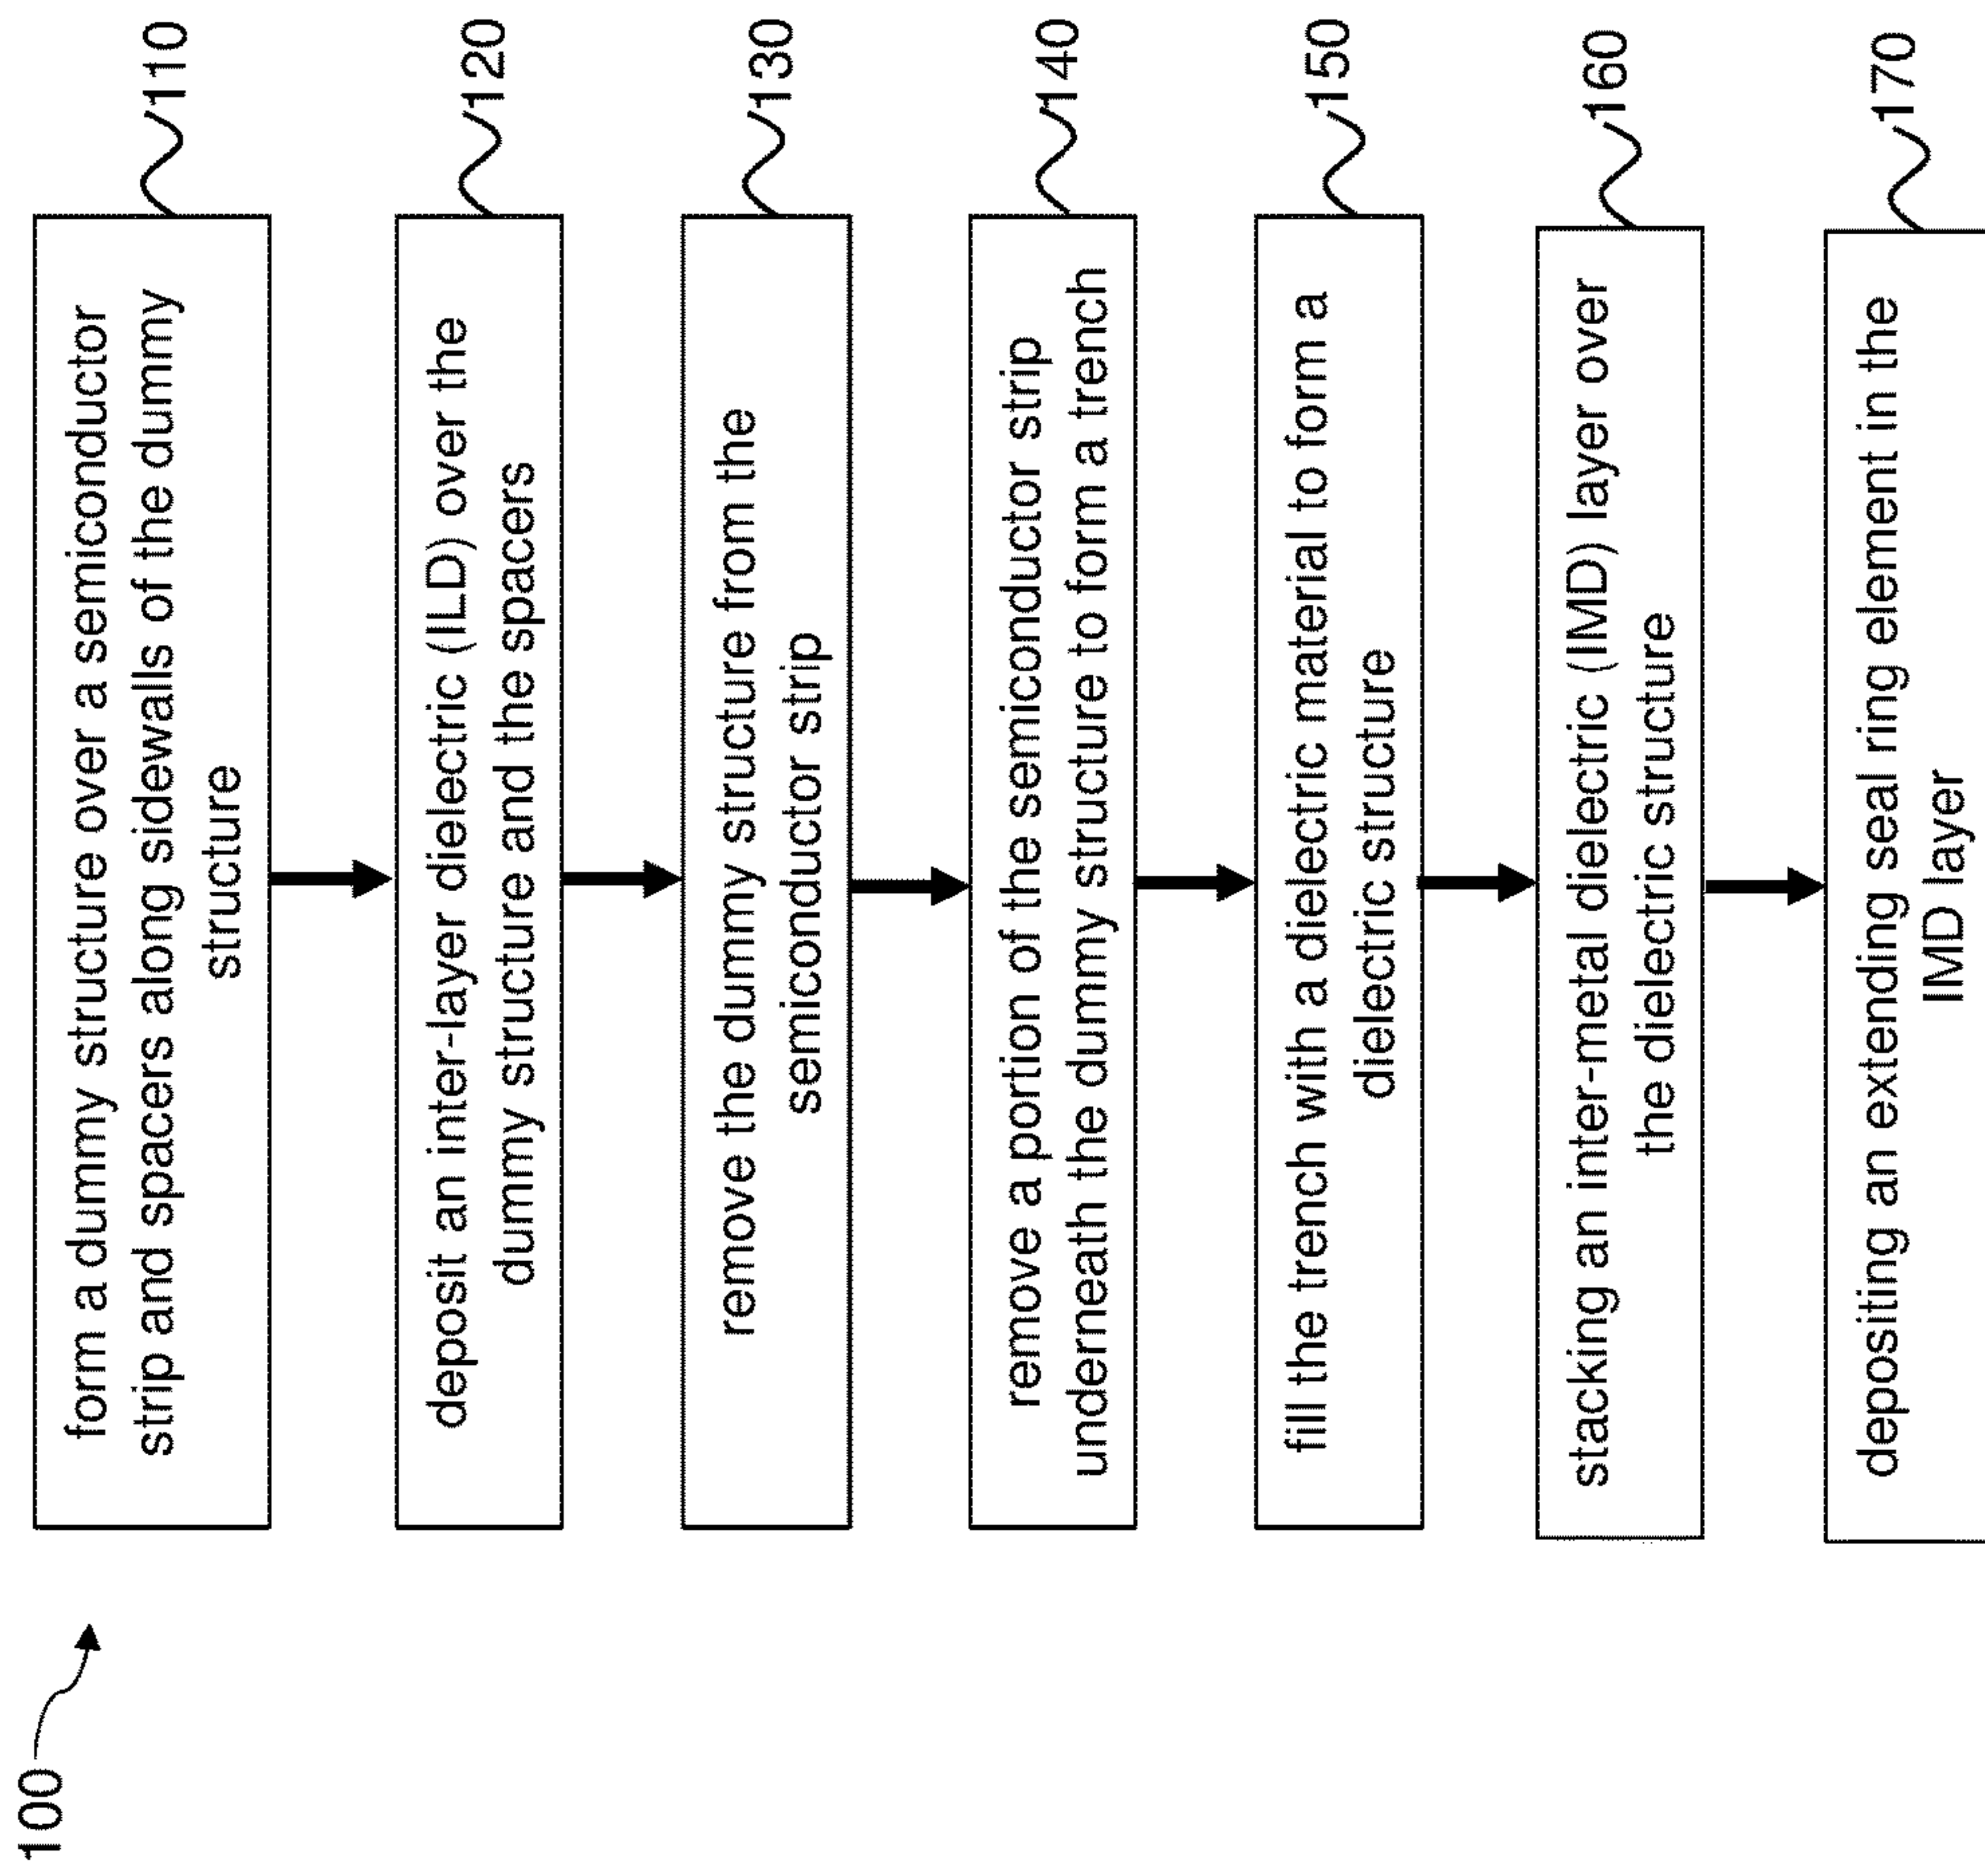 100
form a dummy structure over a semiconductor
strip and spacers along sidewalls of the dummy
structure
110
deposit an inter-layer dielectric (ILD) over the
dummy structure and the spacers
120
remove the dummy structure from the
semiconductor strip
130
remove a portion of the semiconductor strip
underneath the dummy structure to form a trench
140
fill the trench with a dielectric material to form a
dielectric structure
150
stacking an inter-metal dielectric (IMD) layer over
the dielectric structure
160
depositing an extending seal ring element in the
IMD layer
170